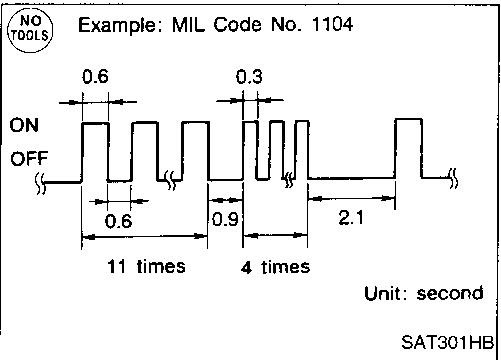 NO
TOOLS
Example: MIL Code No. 1104
0.6
0.3
ON
OFF
0.6
0.9
2.1
11 times
4 times
Unit: second
SAT301HB